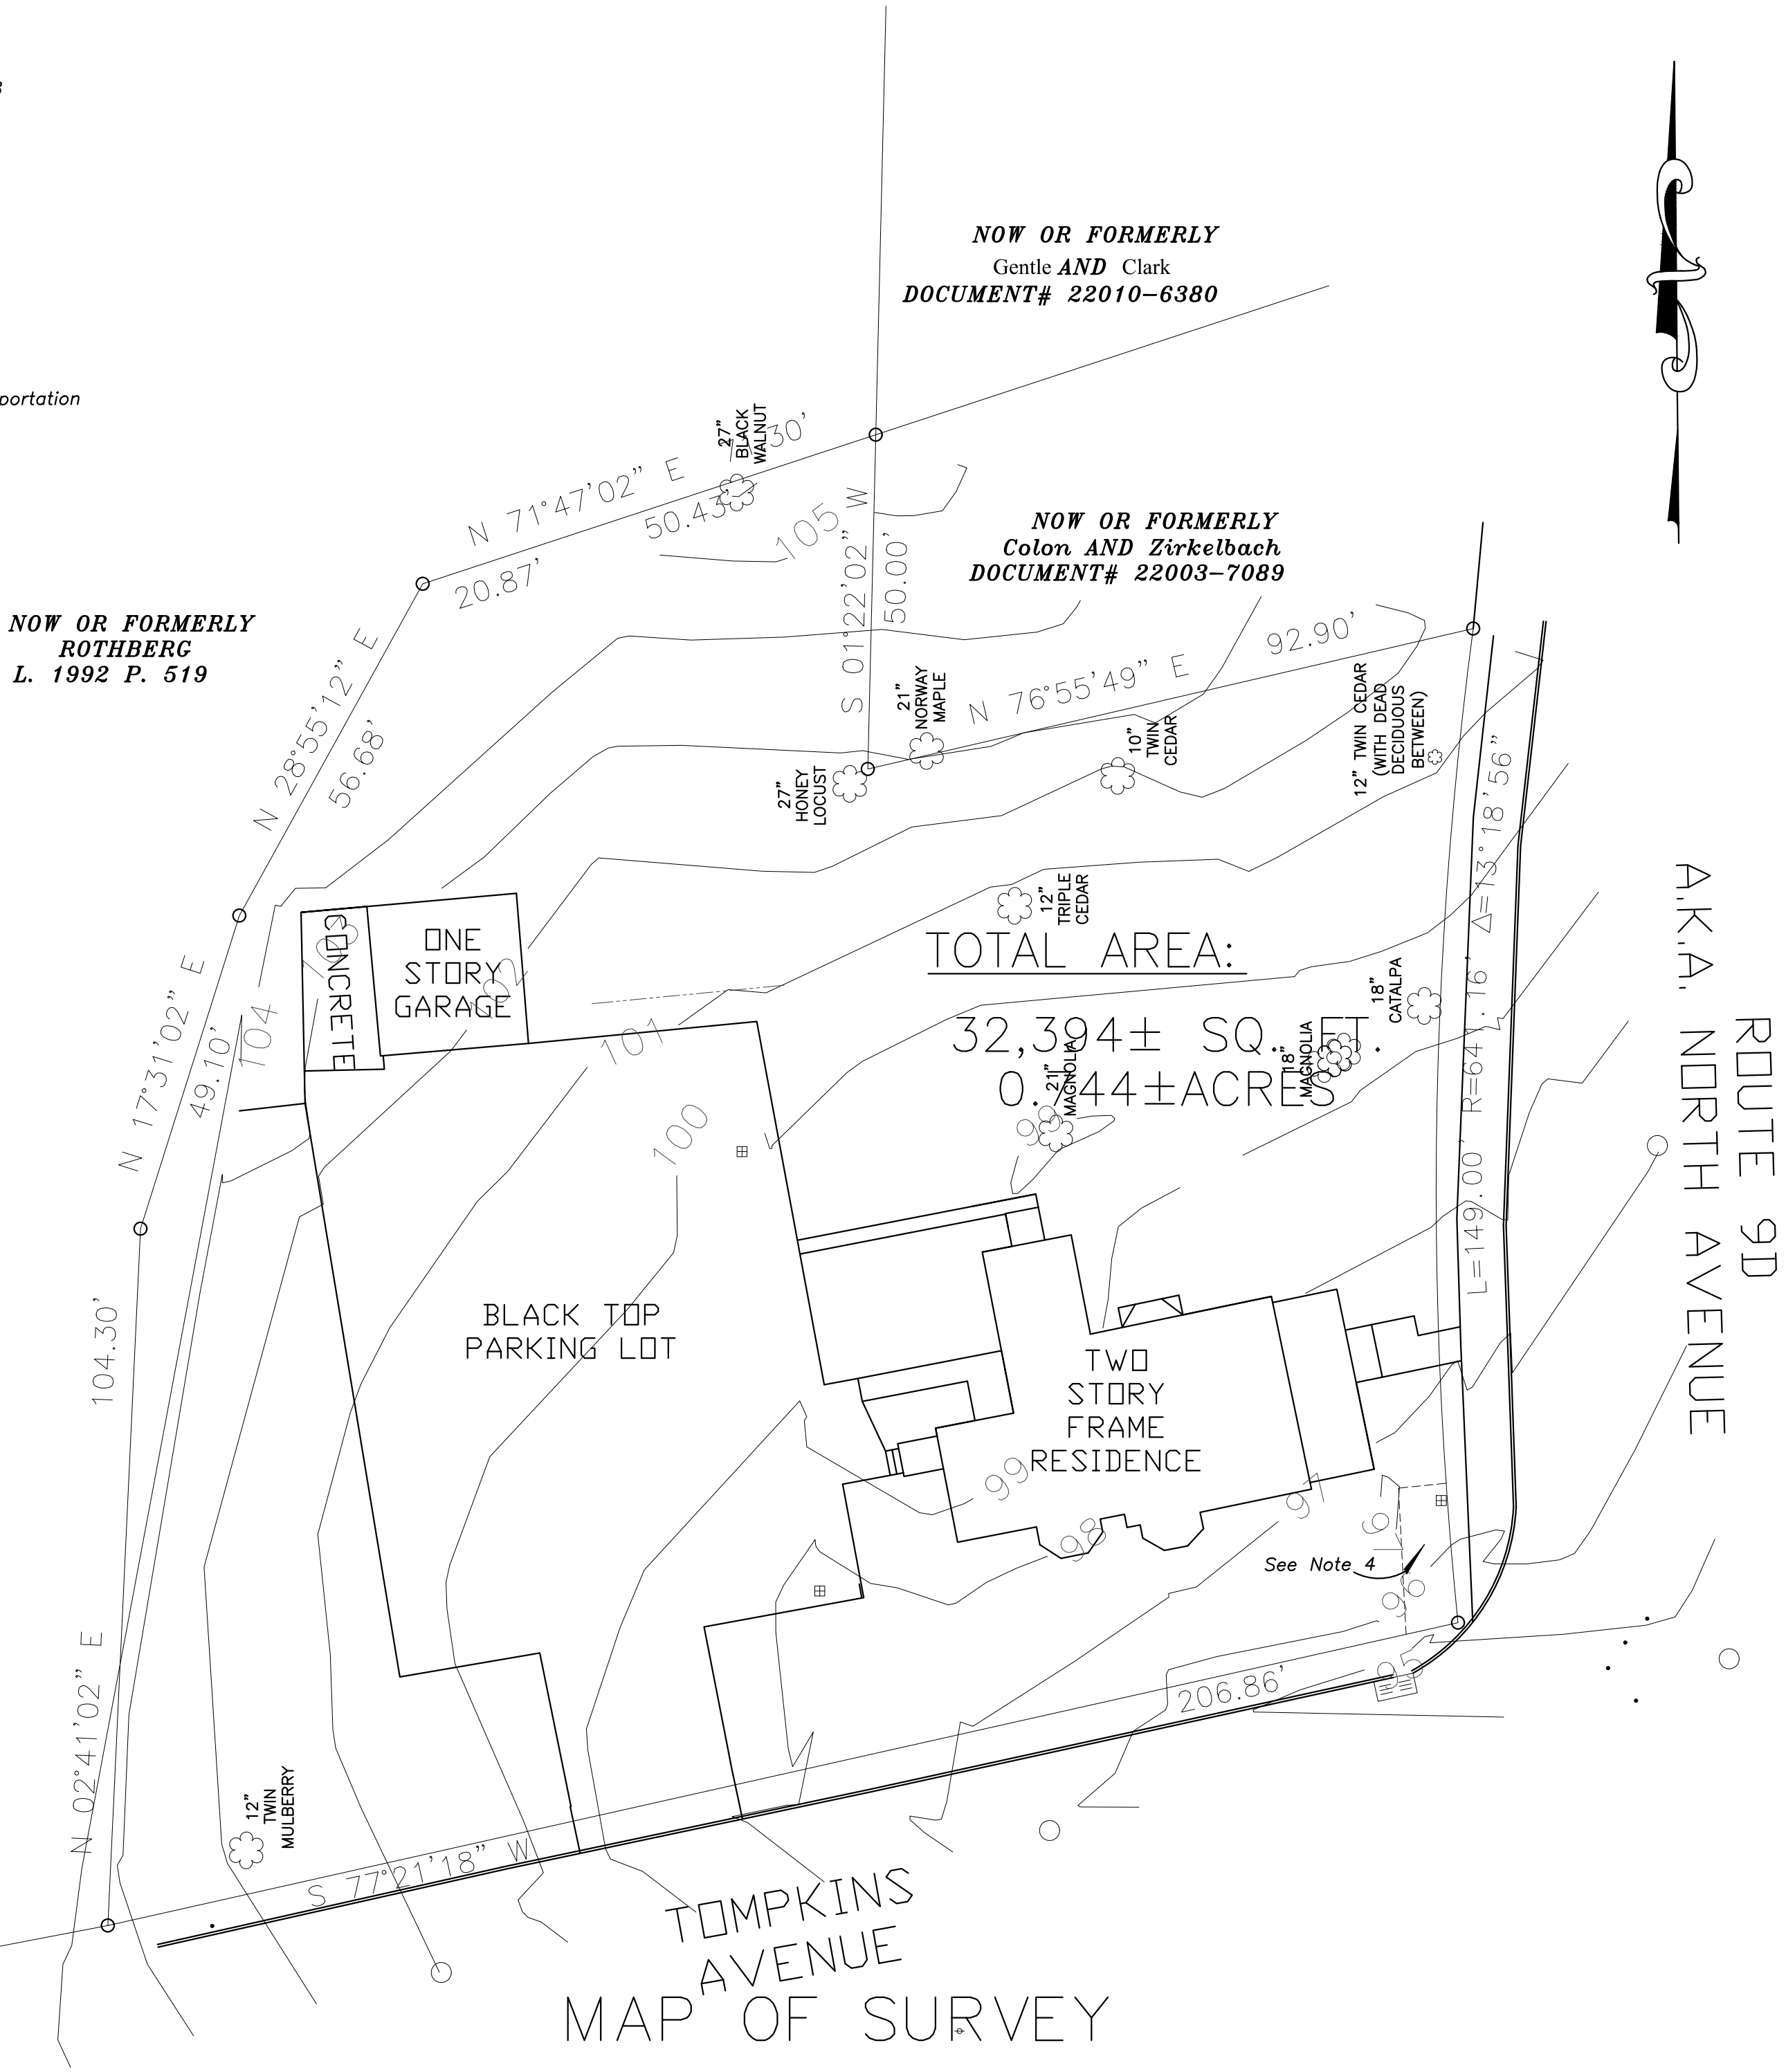 NOW OR FORMERLY
Gentle AND Clark
DOCUMENT# 22010-6380
portation
27"
BLACK
WALNUT
N 71°47'02" E
50.43'
20.87'
105
S 01°22'02" W
50.00'
NOW OR FORMERLY
Colon AND Zirkelbach
DOCUMENT# 22003-7089
NOW OR FORMERLY
ROTHBERG
L. 1992 P. 519
N 28°55'12" E
56.68'
21"
NORWAY
MAPLE
N 76°55'49" E
92.90'
10"
TWIN
CEDAR
12" TWIN CEDAR
(WITH DEAD
DECIDUOUS
BETWEEN)
27"
HONEY
LOCUST
12"
TRIPLE
CEDAR
TOTAL AREA:
32,394± SQ. FT.
0.744±ACRES
18"
CATALPA
18"
MAGNOLIA
21"
MAGNOLIA
L=149.00' R=641.16' Δ=13°18'56"
ROUTE 9D
A.K.A. NORTH AVENUE
CONCRETE
103
ONE
STORY
GARAGE
102
104
101
100
N 17°31'02" E
49.10'
104.30'
N 02°41'02" E
BLACK TOP
PARKING LOT
TWO
STORY
FRAME
RESIDENCE
99
98
97
See Note 4
96
95
206.86'
12"
TWIN
MULBERRY
S 77°21'18" W
TOMPKINS
AVENUE
MAP OF SURVEY